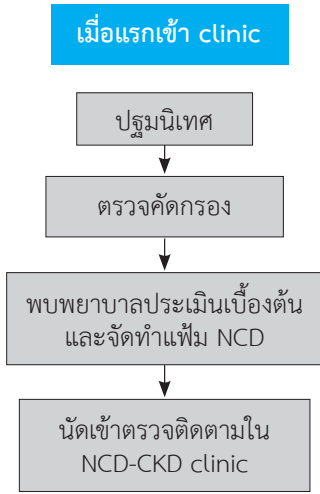 เมื่อแรกเข้า clinic
ปฐมนิเทศ
ตรวจคัดกรอง
พบพยาบาลประเมินเบื้องต้น
และจัดทำแฟ้ม NCD
นัดเข้าตรวจติดตามใน
NCD-CKD clinic